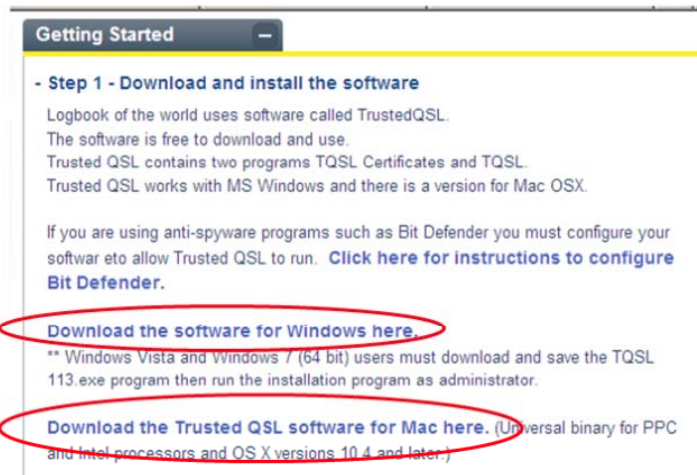 Getting Started –
- Step 1 - Download and install the software
Logbook of the world uses software called TrustedQSL.
The software is free to download and use.
Trusted QSL contains two programs TQSL Certificates and TQSL.
Trusted QSL works with MS Windows and there is a version for Mac OSX.
If you are using anti-spyware programs such as Bit Defender you must configure your
softwar eto allow Trusted QSL to run. Click here for instructions to configure
Bit Defender.
Download the software for Windows here.
** Windows Vista and Windows 7 (64 bit) users must download and save the TQSL
113.exe program then run the installation program as administrator.
Download the Trusted QSL software for Mac here. (Universal binary for PPC
and Intel processors and OS X versions 10.4 and later.)